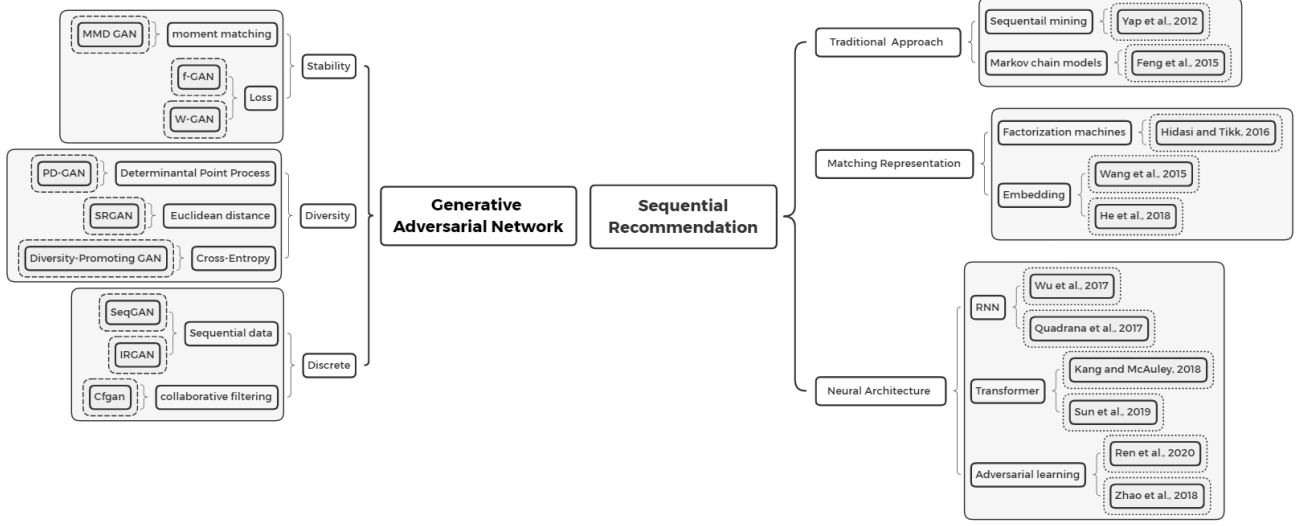 Generative
Adversarial Network
Stability
moment matching
MMD GAN
Loss
f-GAN
W-GAN
Diversity
Determinantal Point Process
PD-GAN
Euclidean distance
SRGAN
Cross-Entropy
Diversity-Promoting GAN
Discrete
Sequential data
SeqGAN
IRGAN
collaborative filtering
Cfgan
Sequential
Recommendation
Traditional Approach
Sequentail mining
Yap et al., 2012
Markov chain models
Feng et al., 2015
Matching Representation
Factorization machines
Hidasi and Tikk, 2016
Embedding
Wang et al., 2015
He et al., 2018
Neural Architecture
RNN
Wu et al., 2017
Quadrana et al., 2017
Transformer
Kang and McAuley, 2018
Sun et al., 2019
Adversarial learning
Ren et al., 2020
Zhao et al., 2018